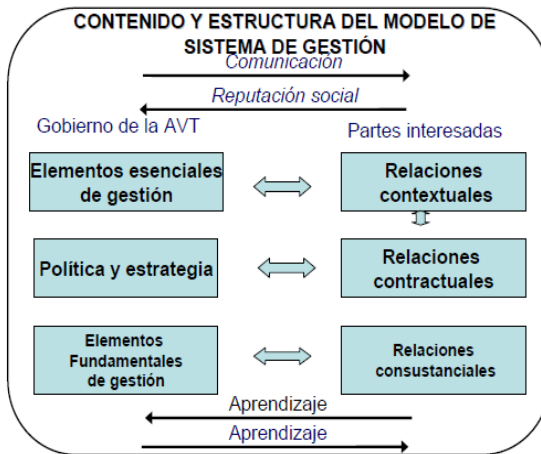 CONTENIDO Y ESTRUCTURA DEL MODELO DE
SISTEMA DE GESTIÓN
Comunicación
Reputación social
Gobierno de la AVT
Partes interesadas
Elementos esenciales
de gestión
Relaciones
contextuales
Política y estrategia
Relaciones
contractuales
Elementos
Fundamentales
de gestión
Relaciones
consustanciales
Aprendizaje
Aprendizaje